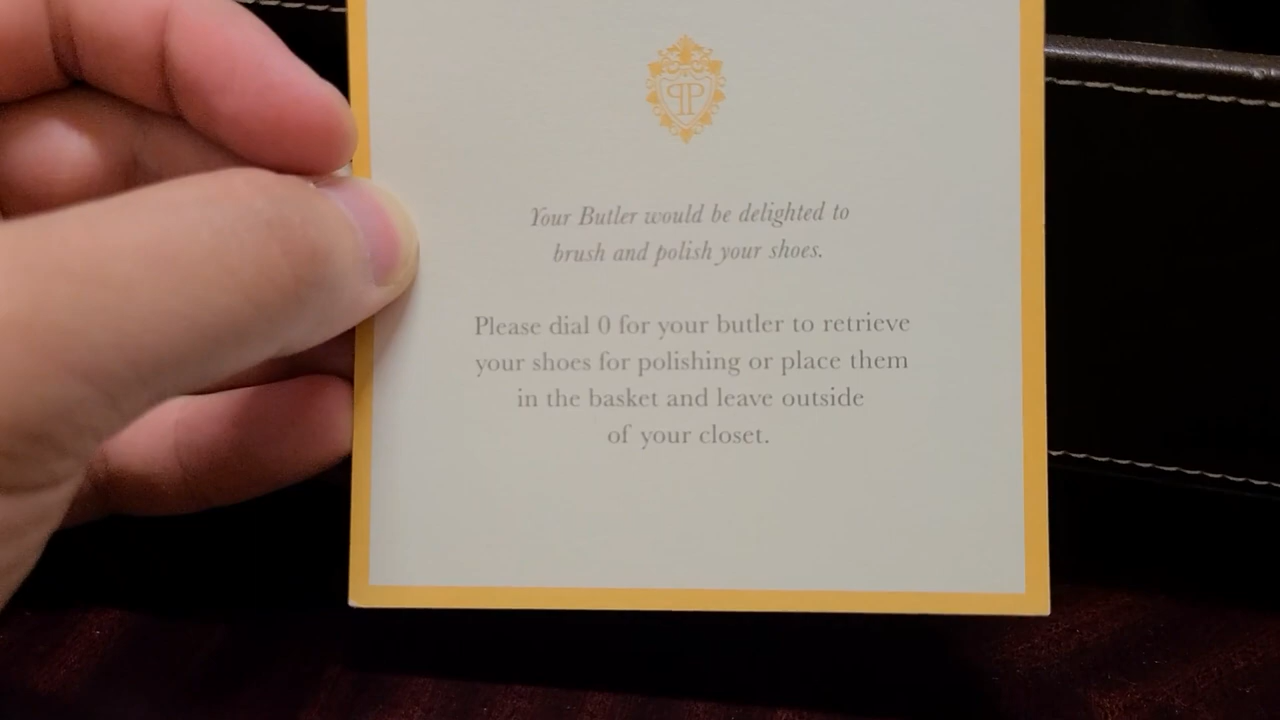 PP
Your Butler would be delighted to
brush and polish your shoes.
Please dial 0 for your butler to retrieve
your shoes for polishing or place them
in the basket and leave outside
of your closet.